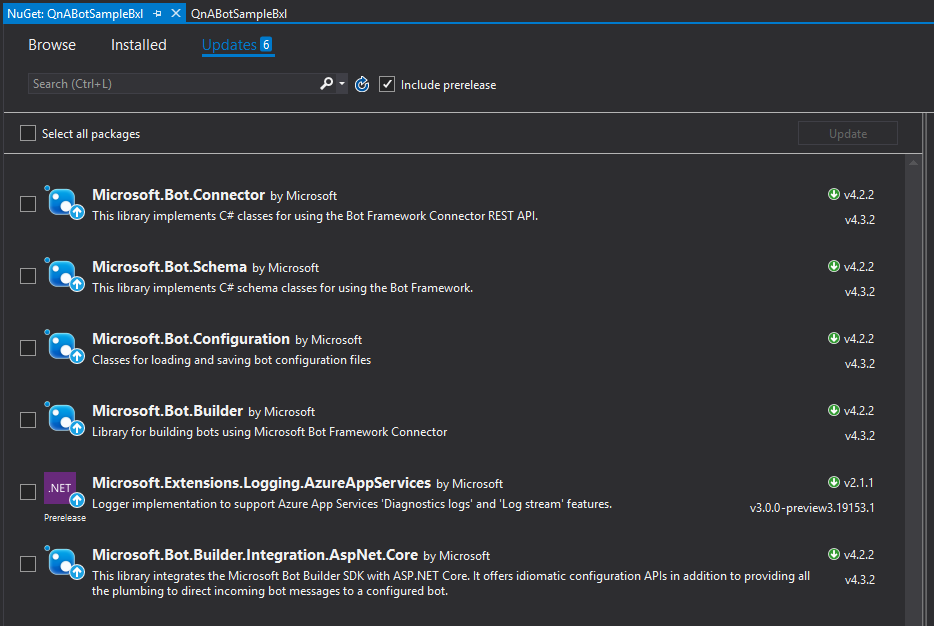 NuGet: QnABotSampleBxl QnABotSampleBxl
Browse Installed Updates 6
Search (Ctrl+L) Include prerelease
Select all packages Update
Microsoft.Bot.Connector by Microsoft v4.2.2
This library implements C# classes for using the Bot Framework Connector REST API.
v4.3.2
Microsoft.Bot.Schema by Microsoft v4.2.2
This library implements C# schema classes for using the Bot Framework.
v4.3.2
Microsoft.Bot.Configuration by Microsoft v4.2.2
Classes for loading and saving bot configuration files
v4.3.2
Microsoft.Bot.Builder by Microsoft v4.2.2
Library for building bots using Microsoft Bot Framework Connector
v4.3.2
.NET
Prerelease
Microsoft.Extensions.Logging.AzureAppServices by Microsoft v2.1.1
Logger implementation to support Azure App Services 'Diagnostics logs' and 'Log stream' features.
v3.0.0-preview3.19153.1
Microsoft.Bot.Builder.Integration.AspNet.Core by Microsoft v4.2.2
This library integrates the Microsoft Bot Builder SDK with ASP.NET Core. It offers idiomatic configuration APIs in addition to providing all
v4.3.2
the plumbing to direct incoming bot messages to a configured bot.